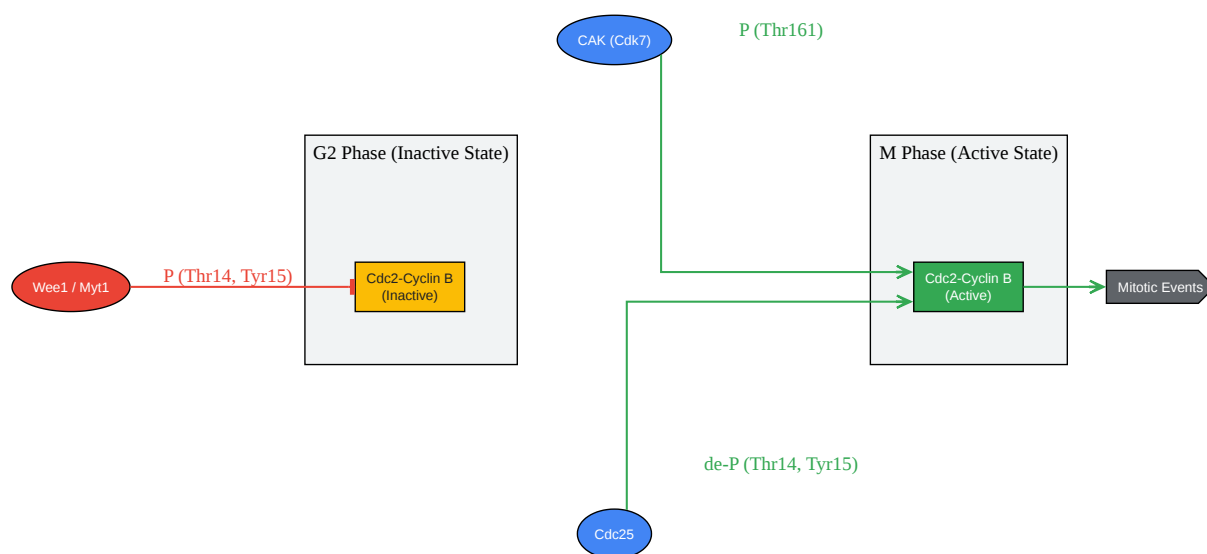 CAK (Cdk7)
P (Thr161)
G2 Phase (Inactive State)
M Phase (Active State)
Wee1 / Myt1
P (Thr14, Tyr15)
Cdc2-Cyclin B
(Inactive)
Cdc2-Cyclin B
(Active)
Mitotic Events
de-P (Thr14, Tyr15)
Cdc25